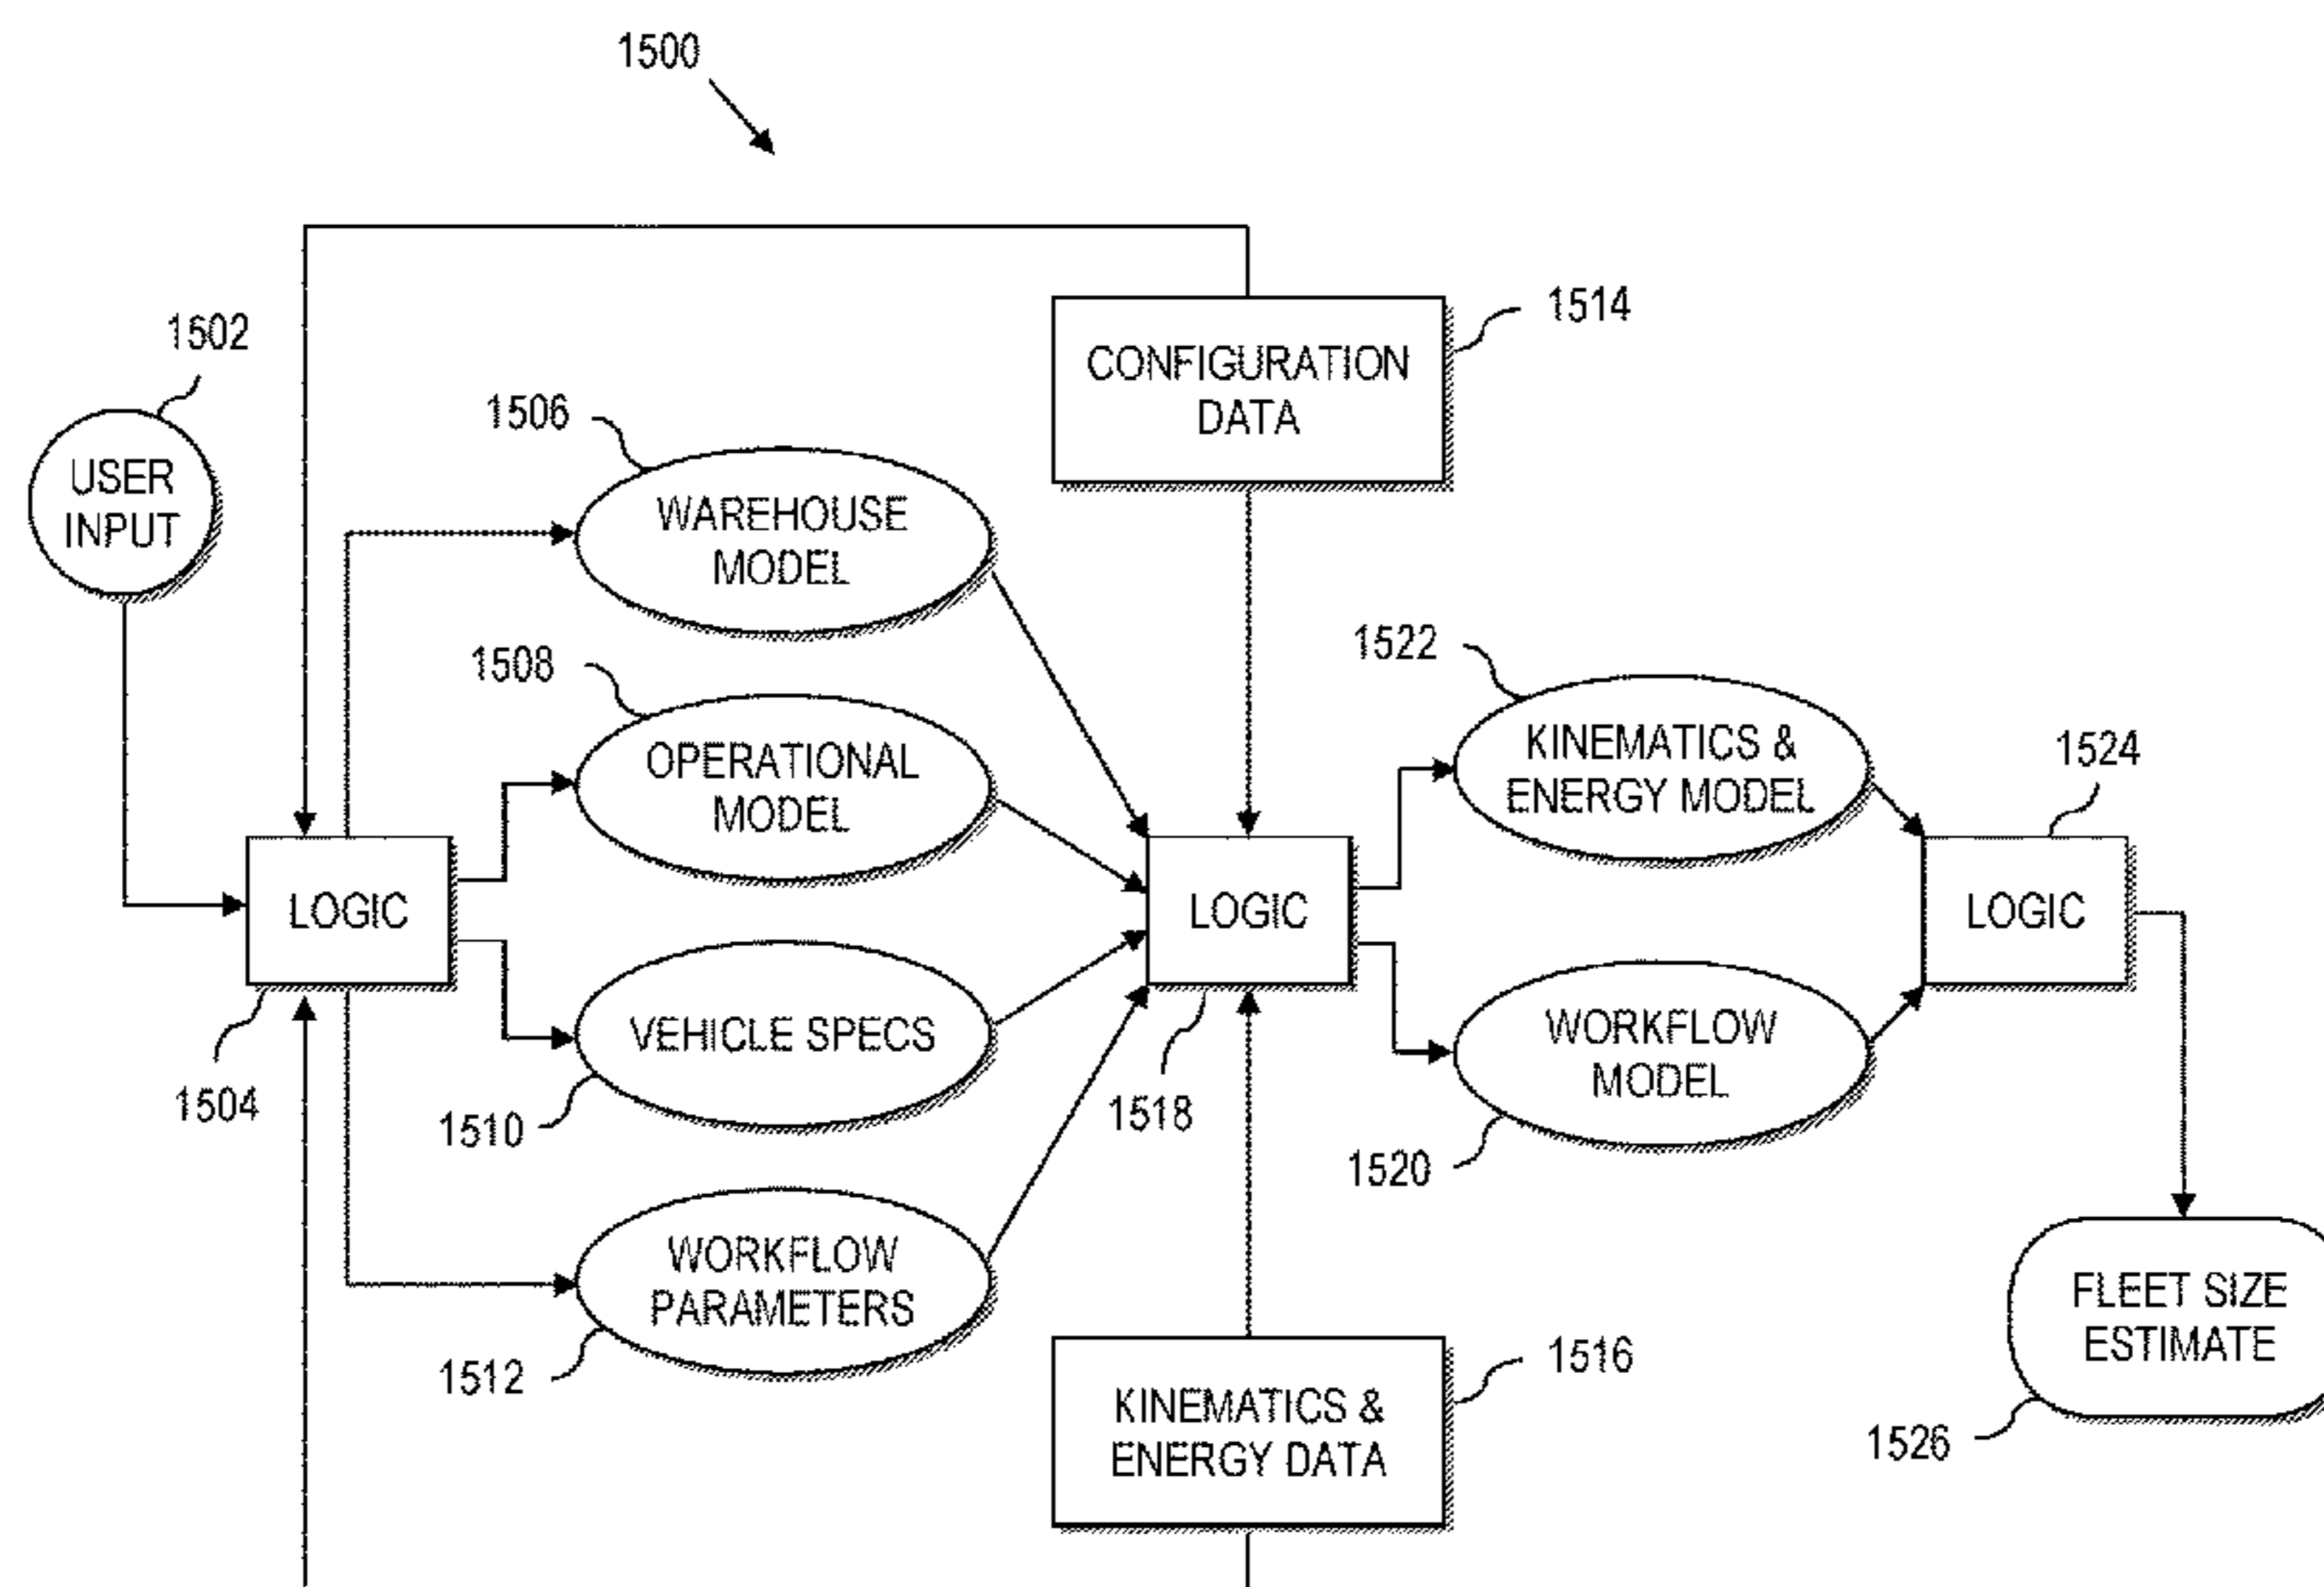 1500
1502
USER
INPUT
1506
WAREHOUSE
MODEL
1514
CONFIGURATION
DATA
1508
OPERATIONAL
MODEL
1522
KINEMATICS &
ENERGY MODEL
1524
LOGIC
1504
LOGIC
1518
LOGIC
VEHICLE SPECS
1510
WORKFLOW
MODEL
1520
WORKFLOW
PARAMETERS
1512
KINEMATICS &
ENERGY DATA
1516
FLEET SIZE
ESTIMATE
1526